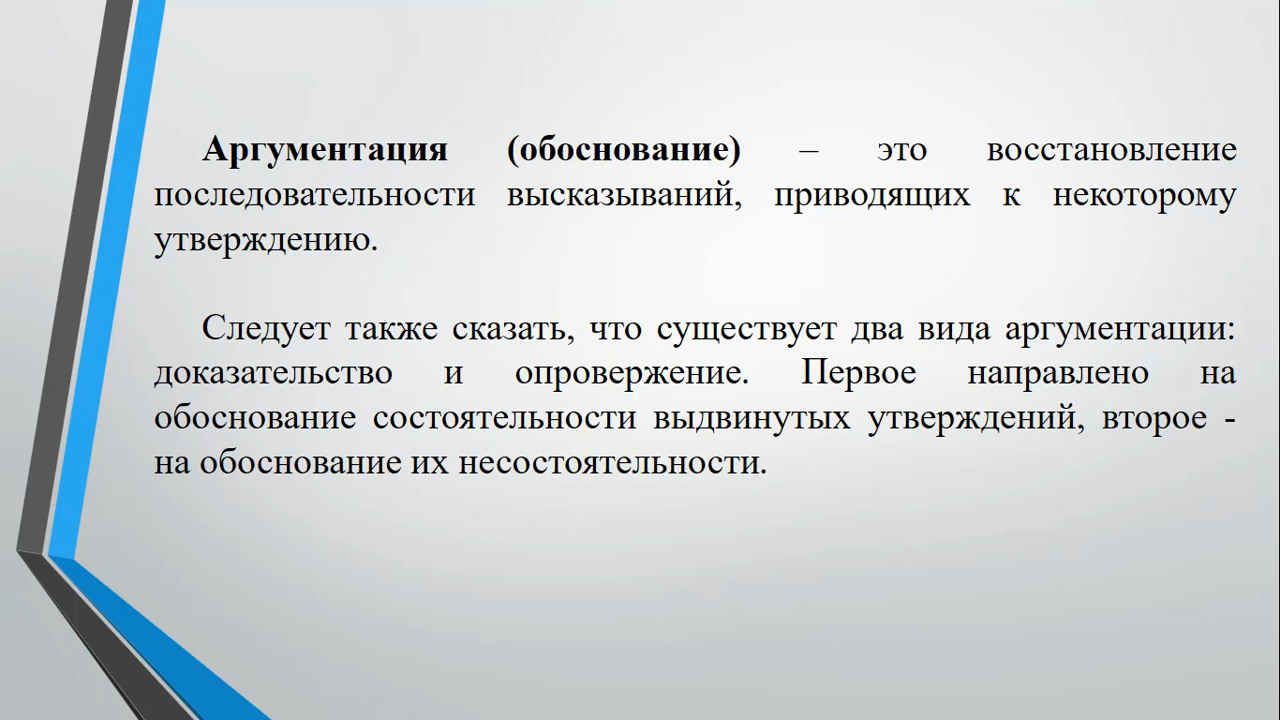 Аргументация (обоснование) – это восстановление
последовательности высказываний, приводящих к некоторому
утверждению.
Следует также сказать, что существует два вида аргументации:
доказательство и опровержение. Первое направлено на
обоснование состоятельности выдвинутых утверждений, второе -
на обоснование их несостоятельности.